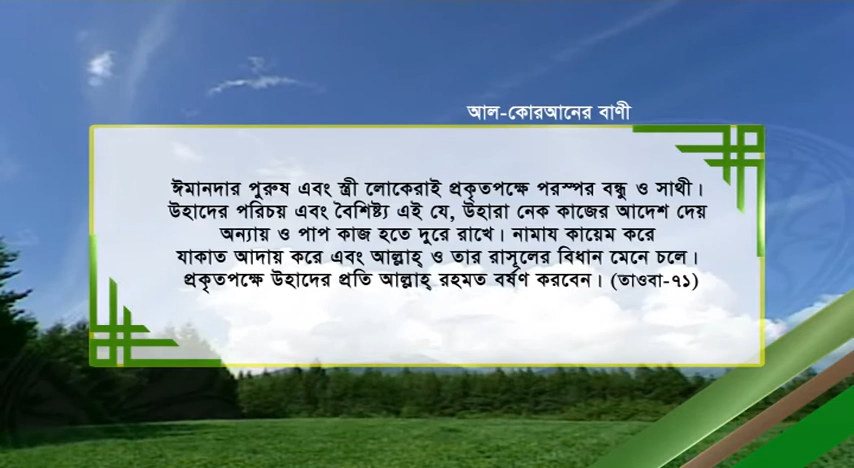 আল-কোরআনের বাণী
ঈমানদার পুরুষ এবং স্ত্রী লোকেরাই প্রকৃতপক্ষে পরস্পর বন্ধু ও সাথী।
উহাদের পরিচয় এবং বৈশিষ্ট্য এই যে, উহারা নেক কাজের আদেশ দেয়
অন্যায় ও পাপ কাজ হতে দুরে রাখে। নামায কায়েম করে
যাকাত আদায় করে এবং আল্লাহ্ ও তার রাসূলের বিধান মেনে চলে।
প্রকৃতপক্ষে উহাদের প্রতি আল্লাহ্ রহমত বর্ষণ করবেন। (তাওবা-৭১)